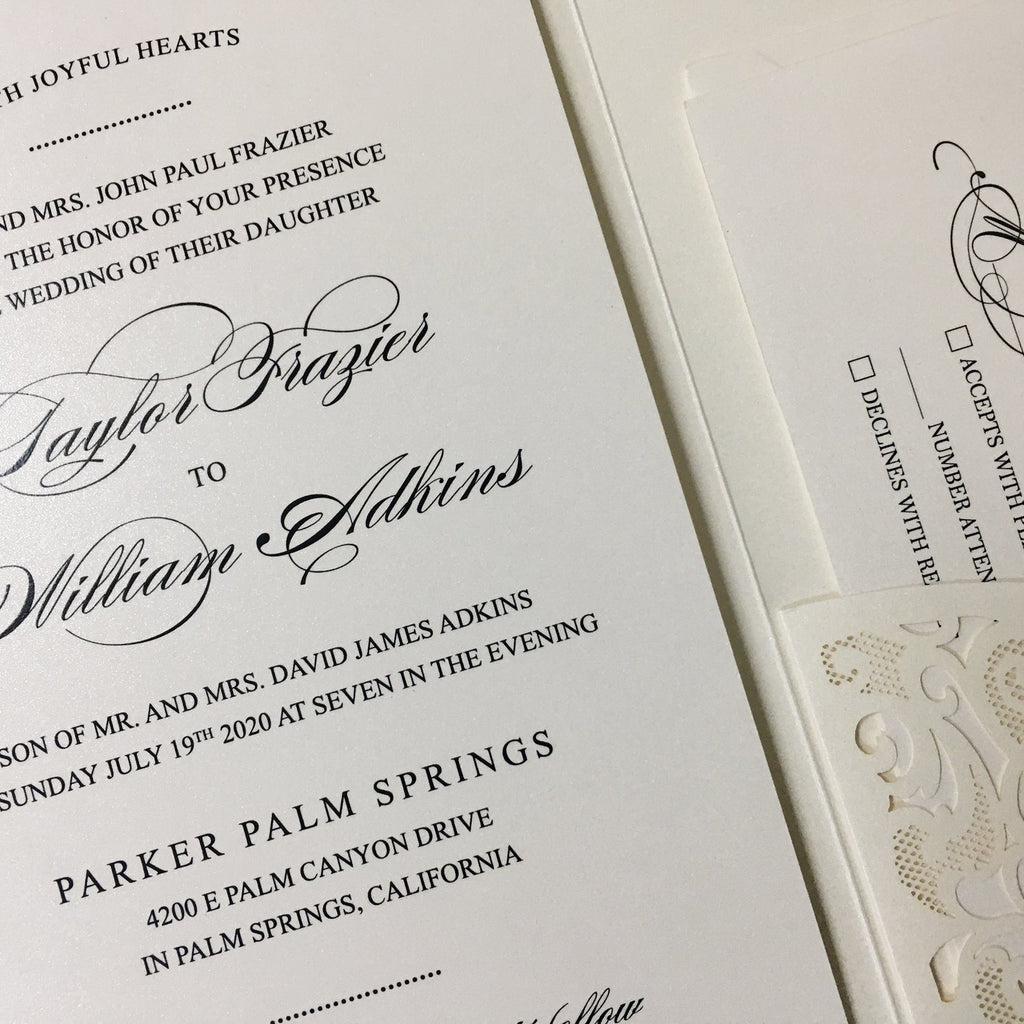 JOYFUL HEARTS
MRS. JOHN PAUL FRAZIER
THE HONOR OF YOUR PRESENCE
WEDDING OF THEIR DAUGHTER
Taylor Frazier
TO
William Adkins
SON OF MR. AND MRS. DAVID JAMES ADKINS
SUNDAY JULY 19TH 2020 AT SEVEN IN THE EVENING
PARKER PALM SPRINGS
4200 E PALM CANYON DRIVE
IN PALM SPRINGS, CALIFORNIA
M
ACCEPTS WITH
NUMBER
DECLINES WITH